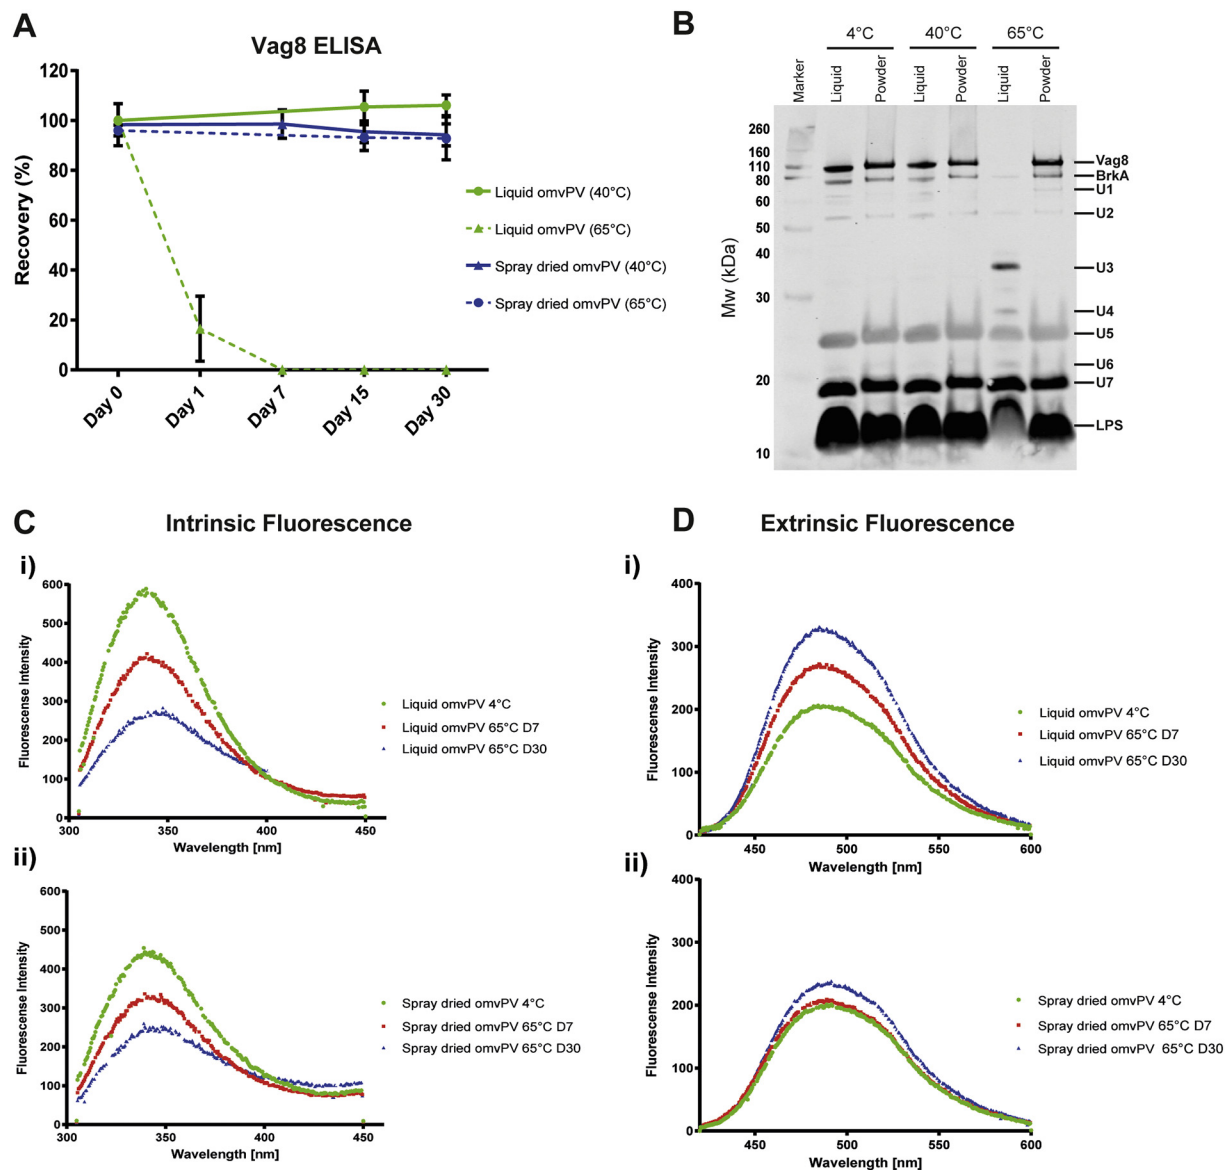 A
Vag8 ELISA
Recovery (%)
120
100
80
60
40
20
0
Day 0
Day 1
Day 7
Day 15
Day 30
Liquid omvPV (40°C)
Liquid omvPV (65°C)
Spray dried omvPV (40°C)
Spray dried omvPV (65°C)
B
4°C 40°C 65°C
Marker
Liquid
Powder
Liquid
Powder
Liquid
Powder
Mw (kDa)
260
160
110
80
60
50
40
30
20
10
Vag8
BrkA
U1
U2
U3
U4
U5
U6
U7
LPS
C
Intrinsic Fluorescence
i)
Fluorescense Intensity
600
500
400
300
200
100
0
300 350 400 450
Wavelength [nm]
Liquid omvPV 4°C
Liquid omvPV 65°C D7
Liquid omvPV 65°C D30
ii)
Fluorescense Intensity
600
500
400
300
200
100
0
300 350 400 450
Wavelength [nm]
Spray dried omvPV 4°C
Spray dried omvPV 65°C D7
Spray dried omvPV 65°C D30
D
Extrinsic Fluorescence
i)
Fluorescense Intensity
400
300
200
100
0
450 500 550 600
Wavelength [nm]
Liquid omvPV 4°C
Liquid omvPV 65°C D7
Liquid omvPV 65°C D30
ii)
Fluorescense Intensity
400
300
200
100
0
450 500 550 600
Wavelength [nm]
Spray dried omvPV 4°C
Spray dried omvPV 65°C D7
Spray dried omvPV 65°C D30